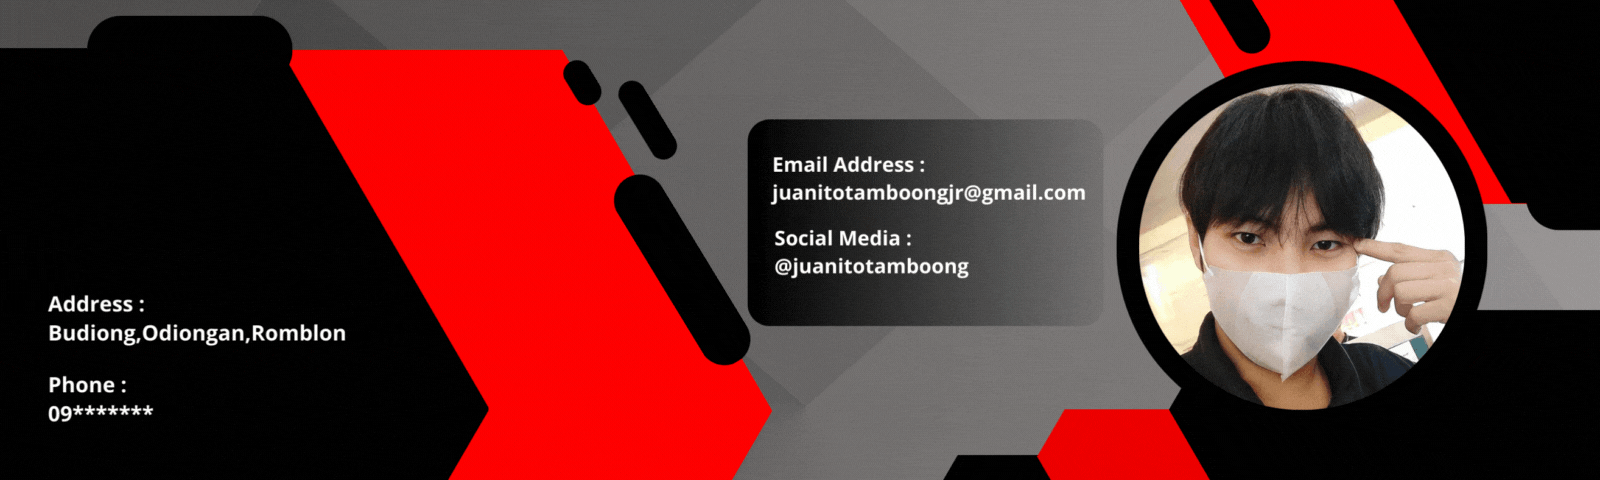 Email Address :
juanitotamboongjr@gmail.com
Social Media :
@juanitotamboong
Address :
Budiong,Odiongan,Romblon
Phone :
09*******